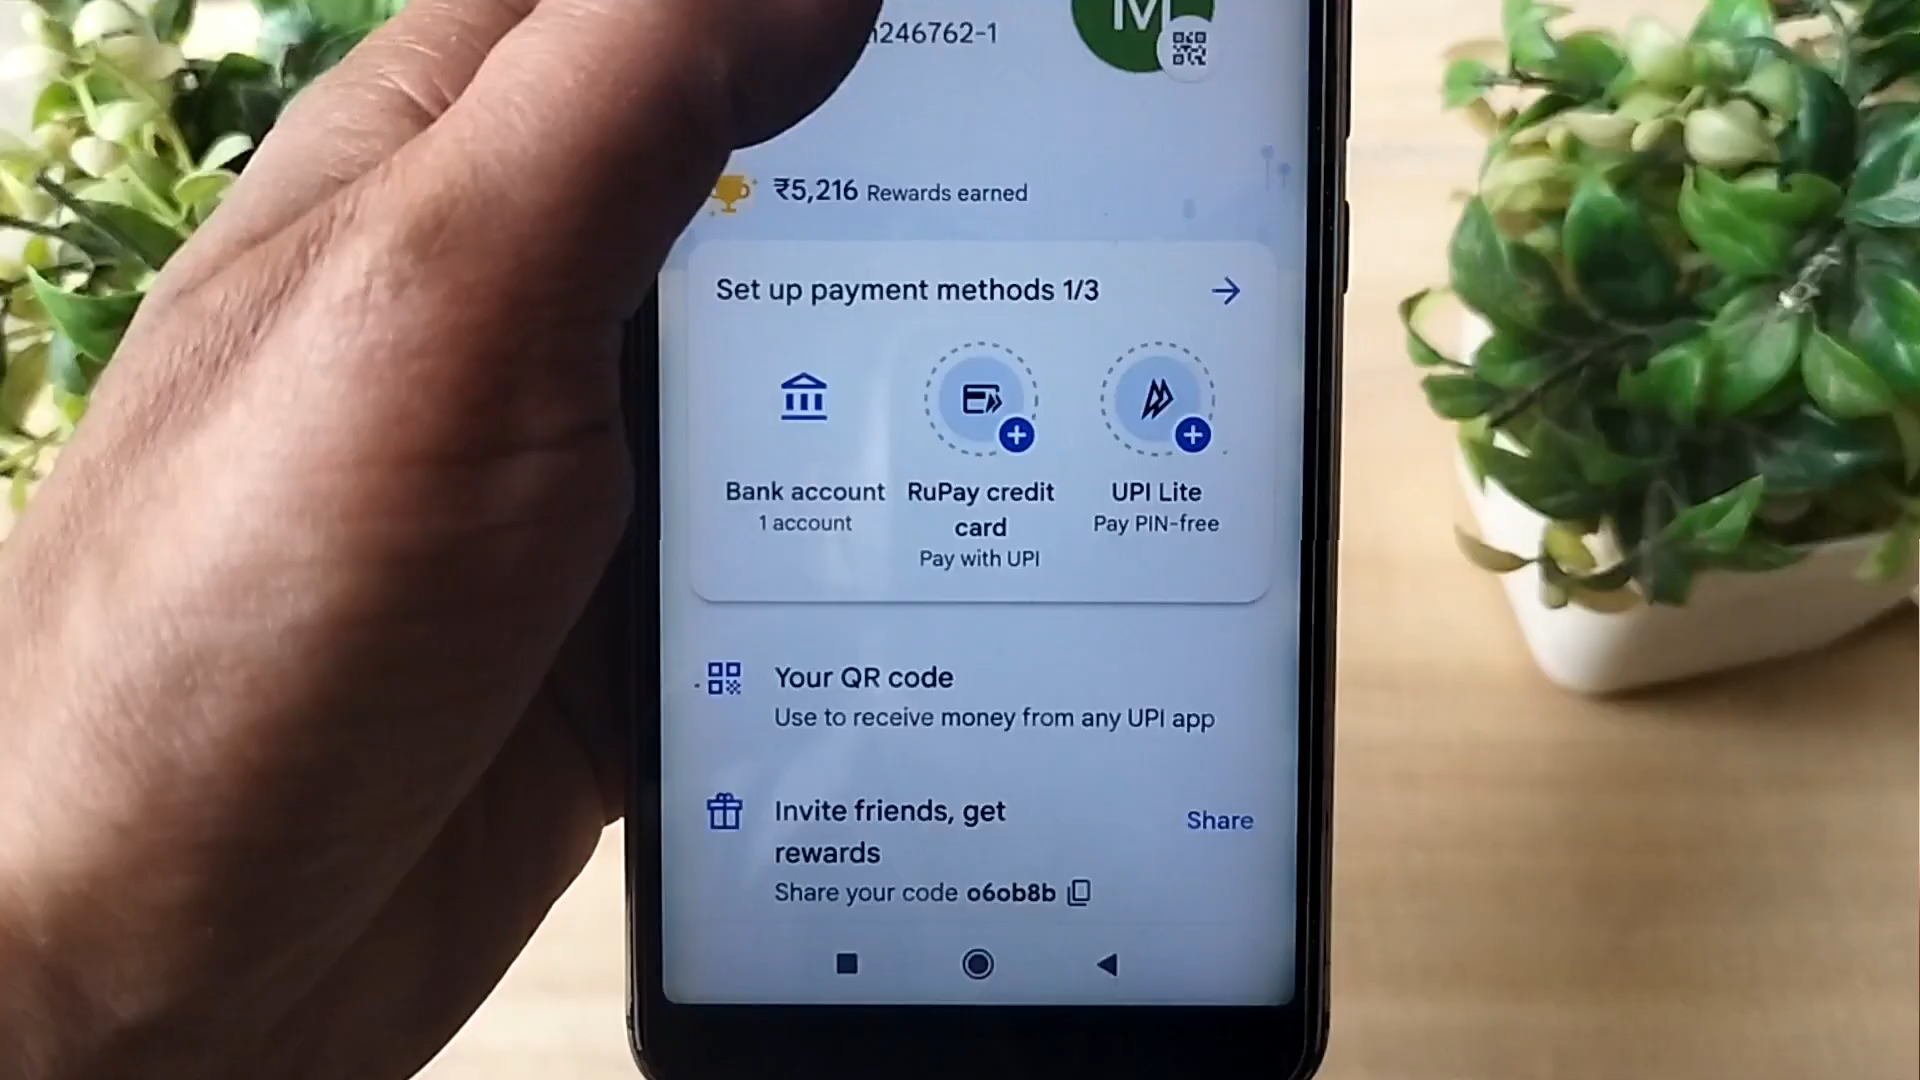 246762-1
M
₹5,216 Rewards earned
Set up payment methods 1/3
Bank account
1 account
RuPay credit
card
Pay with UPI
UPI Lite
Pay PIN-free
Your QR code
Use to receive money from any UPI app
Invite friends, get
rewards
Share
Share your code o6ob8b